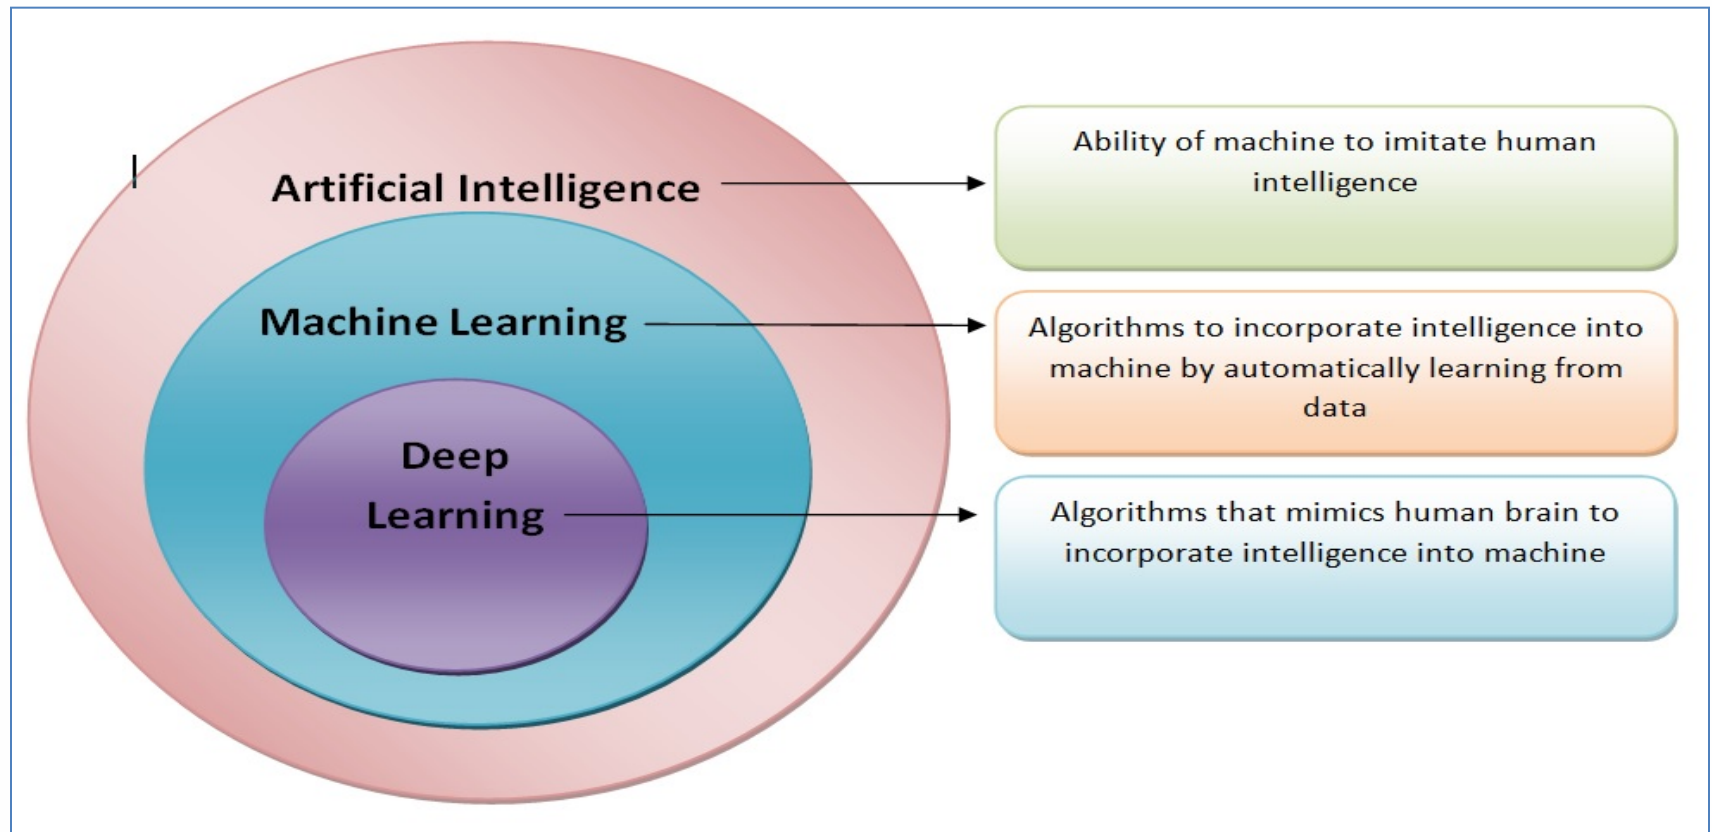 Artificial Intelligence
Ability of machine to imitate human
intelligence
Machine Learning
Algorithms to incorporate intelligence into
machine by automatically learning from
data
Deep
Learning
Algorithms that mimics human brain to
incorporate intelligence into machine